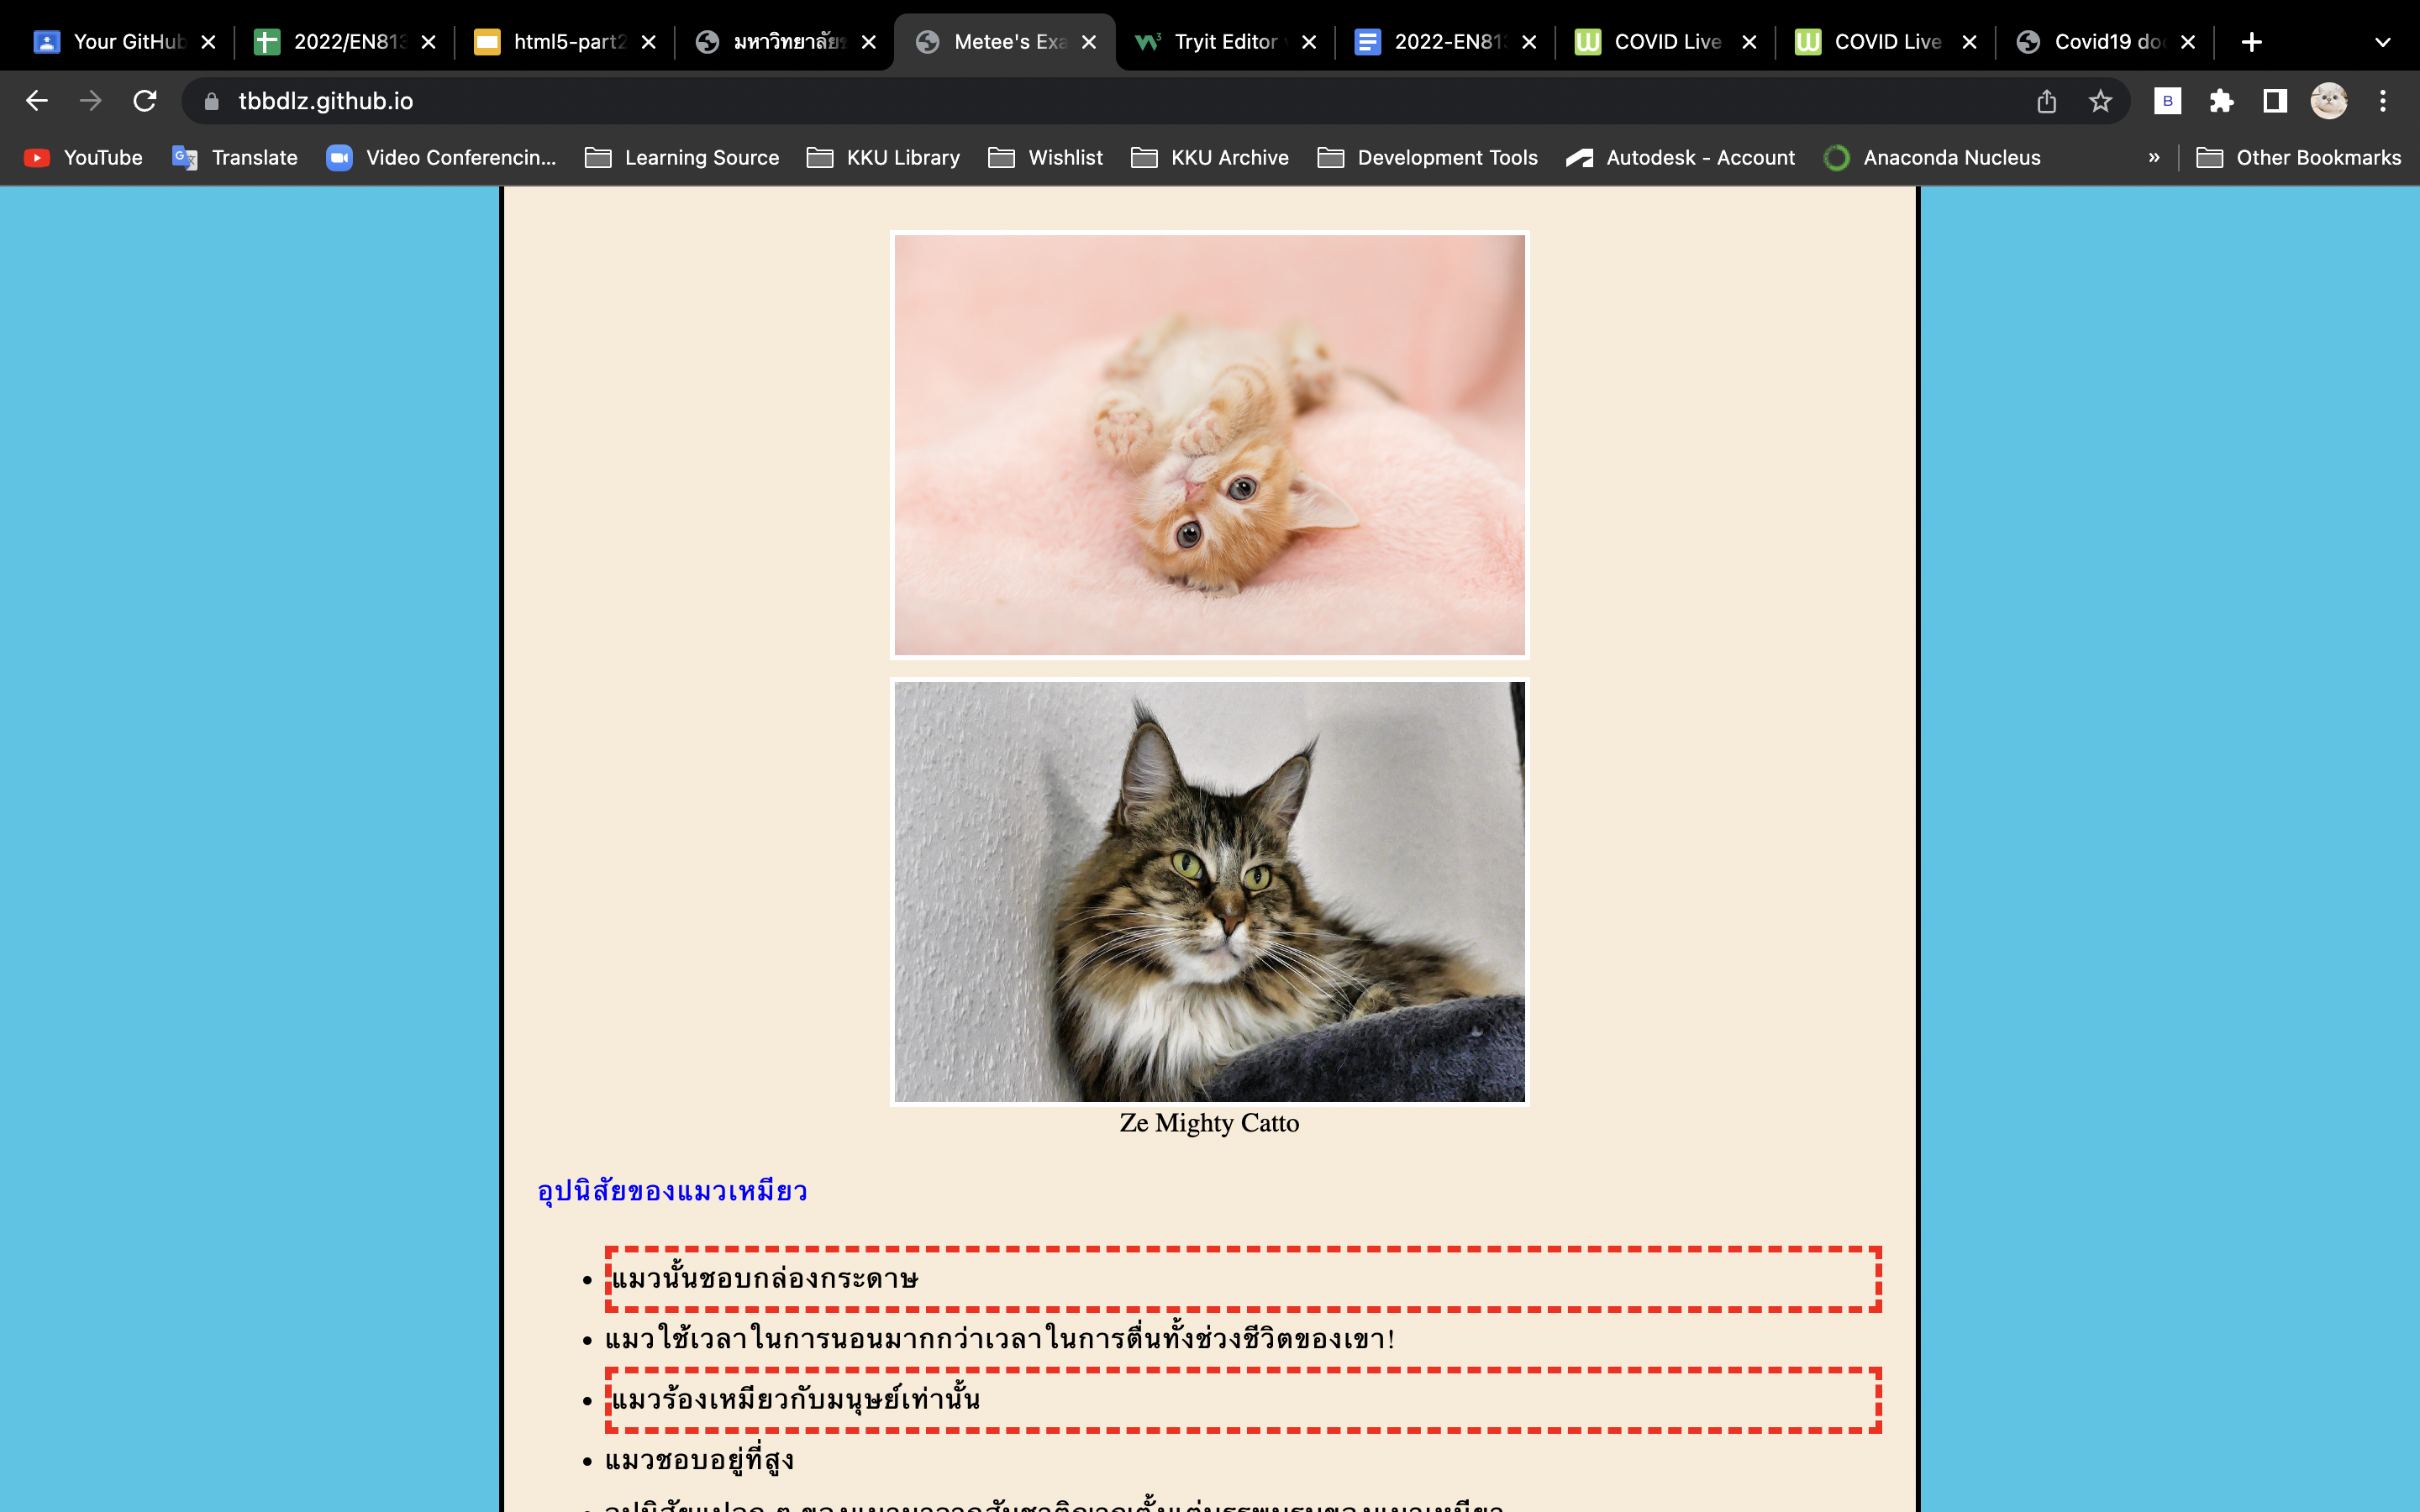 Your GitHub
2022/EN813
html5-part2
มหาวิทยาลัยข
Metee's Exa
Tryit Editor
2022-EN813
COVID Live
COVID Live
Covid19 do
tbbdlz.github.io
B
YouTube
Translate
Video Conferencin...
Learning Source
KKU Library
Wishlist
KKU Archive
Development Tools
Autodesk - Account
Anaconda Nucleus
»
Other Bookmarks
Ze Mighty Catto
อุปนิสัยของแมวเหมียว
แมวนั้นชอบกล่องกระดาษ
แมวใช้เวลาในการนอนมากกว่าเวลาในการตื่นทั้งช่วงชีวิตของเขา!
แมวร้องเหมียวกับมนุษย์เท่านั้น
แมวชอบอยู่ที่สูง